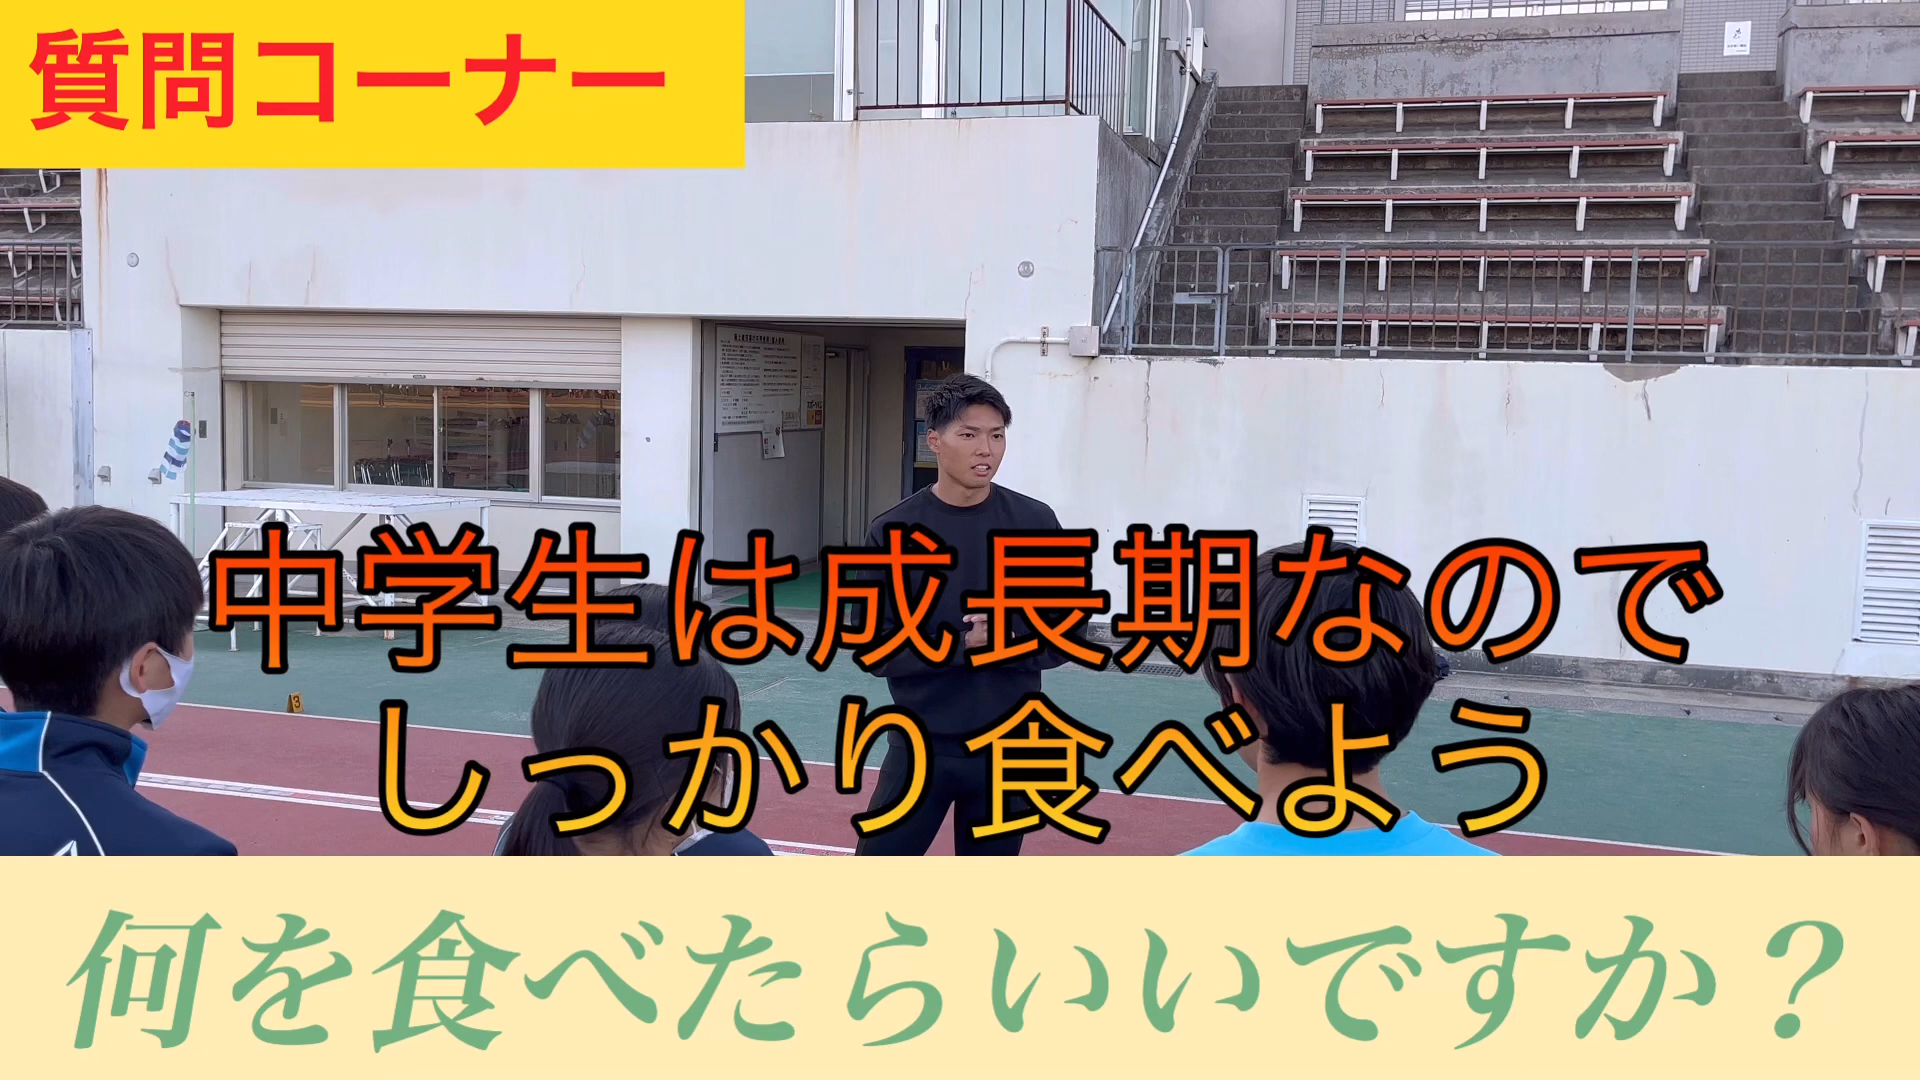 質問コーナー
中学生は成長期なので
しっかり食べよう
3
何を食べたらいいですか？